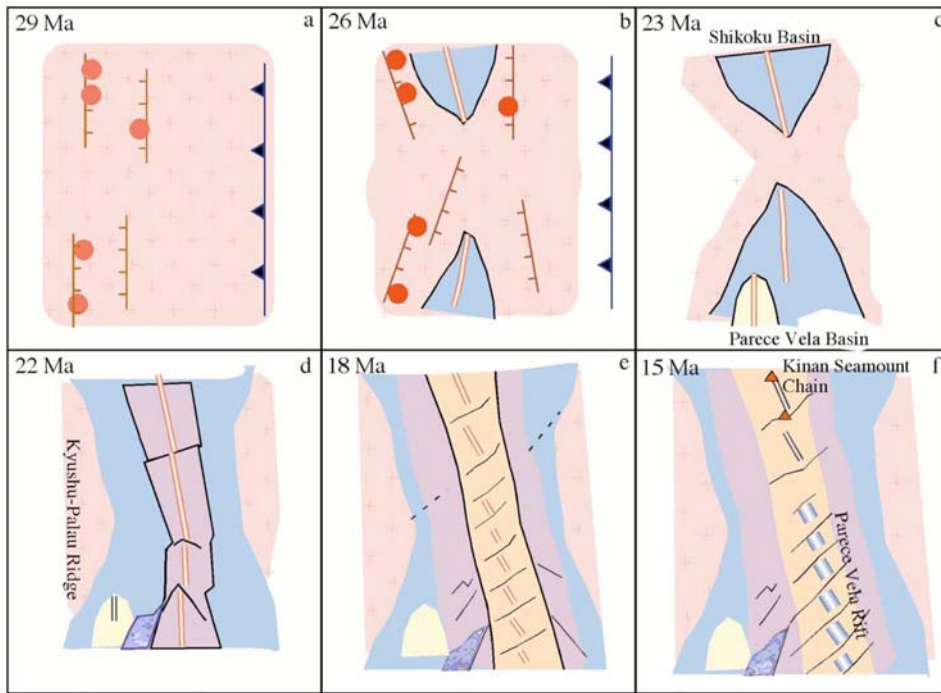 29 Ma
a
26 Ma
b
23 Ma
c
Shikoku Basin
Parece Vela Basin
22 Ma
d
Kyushu-Palau Ridge
18 Ma
e
15 Ma
f
Kinan Seamount
Chain
Parece Vela Rift